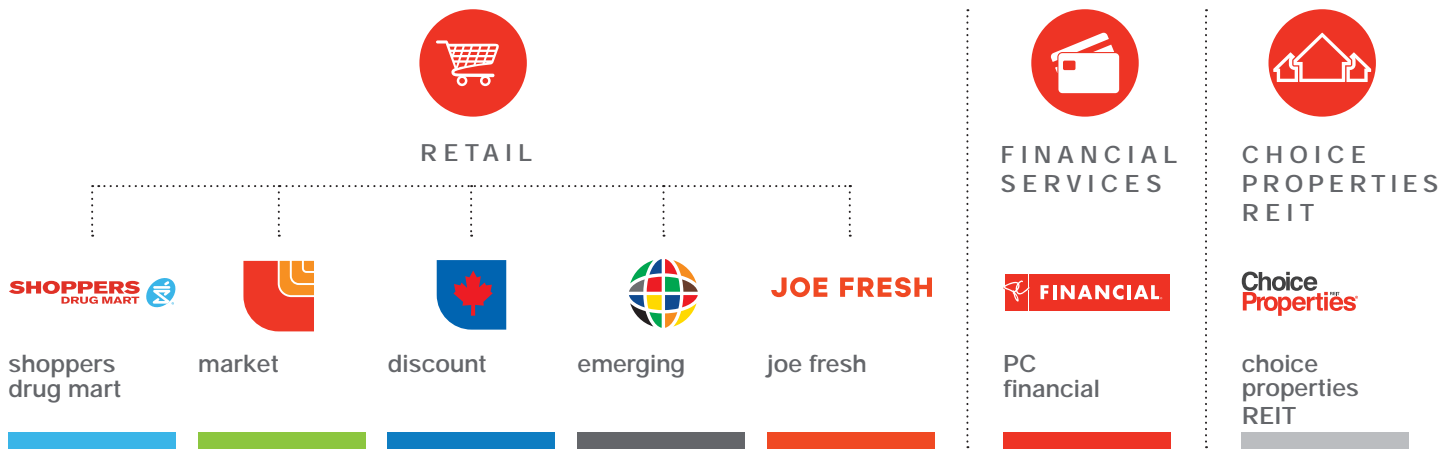 RETAIL
FINANCIAL
SERVICES
CHOICE
PROPERTIES
REIT
SHOPPERS
DRUG MART
JOE FRESH
FINANCIAL
Choice
Properties
REIT
shoppers
drug mart
market
discount
emerging
joe fresh
PC
financial
choice
properties
REIT